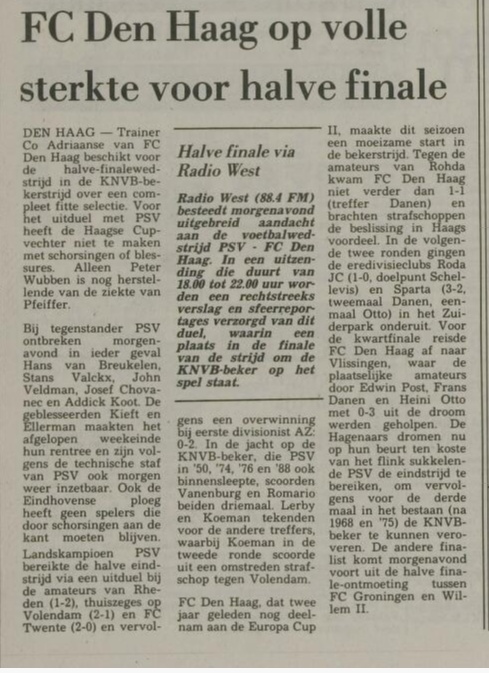 FC Den Haag op volle
sterkte voor halve finale
DEN HAAG — Trainer
Co Adriaanse van FC
Den Haag beschikt voor
de halve-finalewed-
strijd in de KNVB-be-
kerstrijd over een com-
pleet fitte selectie. Voor
het uitduel met PSV
heeft de Haagse Cup-
vechter niet te maken
met schorsingen of bles-
sures. Alleen Peter
Wubben is nog herstel-
lende van de ziekte van
Pfeiffer.
Bij tegenstander PSV
ontbreken morgen-
avond in ieder geval
Hans van Breukelen,
Stans Valckx, John
Veldman, Josef Chova-
nec en Addick Koot. De
geblesseerden Kieft en
Ellerman maakten het
afgelopen weekeinde
hun rentree en zijn vol-
gens de technische staf
van PSV ook morgen
weer inzetbaar. Ook de
Eindhovense ploeg
heeft geen spelers die
door schorsingen aan de
kant moeten blijven.
Landskampioen PSV
bereikte de halve eind-
strijd via een uitduel bij
de amateurs van Rhe-
den (1-2), thuiszeges op
Volendam (2-1) en FC
Twente (2-0) en vervol-
Halve finale via
Radio West
Radio West (88.4 FM)
besteedt morgenavond
uitgebreid aandacht
aan de voetbalwed-
strijd PSV - FC Den
Haag. In een uitzen-
ding die duurt van
18.00 tot 22.00 uur wor-
den een rechtstreeks
verslag en sfeerrepor-
tages verzorgd van dit
duel, waarin een
plaats in de finale
van de strijd om de
KNVB-beker op het
spel staat.
gens een overwinning
bij eerste divisionist AZ:
0-2. In de jacht op de
KNVB-beker, die PSV
in '50, '74, '76 en '88 ook
binnensleepte, scoorden
Vanenburg en Romario
beiden driemaal. Lerby
en Koeman tekenden
voor de andere treffers,
waarbij Koeman in de
tweede ronde scoorde
uit een omstreden straf-
schop tegen Volendam.
FC Den Haag, dat twee
jaar geleden nog deel-
nam aan de Europa Cup
II, maakte dit seizoen
een moeizame start in
de bekerstrijd. Tegen de
amateurs van Rohda
kwam FC Den Haag
niet verder dan 1-1
(treffer Danen) en
brachten strafschoppen
de beslissing in Haags
voordeel. In de volgen-
de twee ronden gingen
de eredivisieclubs Roda
JC (1-0, doelpunt Schel-
levis) en Sparta (3-2,
tweemaal Danen, een-
maal Otto) in het Zui-
derpark onderuit. Voor
de kwartfinale reisde
FC Den Haag af naar
Vlissingen, waar de
plaatselijke amateurs
door Edwin Post, Frans
Danen en Heini Otto
met 0-3 uit de droom
werden geholpen. De
Hagenaars dromen nu
op hun beurt ten koste
van het flink sukkelen-
de PSV de eindstrijd te
bereiken, om vervol-
gens voor de derde
maal in het bestaan (na
1968 en '75) de KNVB-
beker te kunnen vero-
veren. De andere fina-
list komt morgenavond
voort uit de halve fina-
le-ontmoeting tussen
FC Groningen en Wil-
lem II.